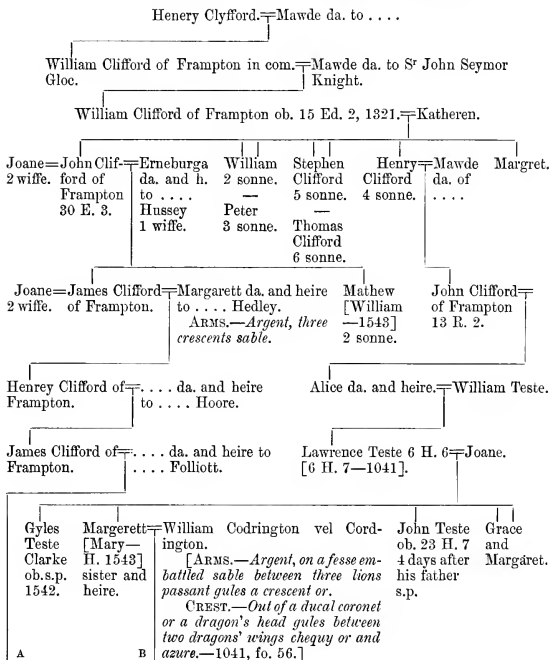 Henery Clyfford.=Mawde da. to . . . .
William Clifford of Frampton in com.=Mawde da. to Sʳ John Seymor
Gloc. Knight.
William Clifford of Frampton ob. 15 Ed. 2, 1321.=Katheren.
Joane=John Clif-=Erneburga William Stephen Henry=Mawde Margret.
2 wiffe. ford of da. and h. 2 sonne. Clifford Clifford da. of
Frampton to . . . . — 5 sonne. 4 sonne. . . . .
30 E. 3. Hussey Peter —
1 wiffe. 3 sonne. Thomas
Clifford
6 sonne.
Joane=James Clifford=Margarett da. and heire Mathew John Clifford=
2 wiffe. of Frampton. to . . . . Hedley. [William of Frampton
ARMS.—Argent, three —1543] 13 R. 2.
crescents sable. 2 sonne.
Henrey Clifford of=. . . . da. and heire Alice da. and heire.=William Teste.
Frampton. to . . . . Hoore.
James Clifford of=. . . . da. and heire to Lawrence Teste 6 H. 6=Joane.
Frampton. . . . . Folliott. [6 H. 7—1041].
Gyles Margerett=William Codrington vel Cord- John Teste Grace
Teste [Mary— ington. ob. 23 H. 7 and
Clarke H. 1543] [ARMS.—Argent, on a fesse em- 4 days after Margáret.
ob.s.p. sister and battled sable between three lions his father
1542. heire. passant gules a crescent or. s.p.
CREST.—Out of a ducal coronet
or a dragon's head gules between
two dragons' wings chequy or and
A B azure.—1041, fo. 56.]